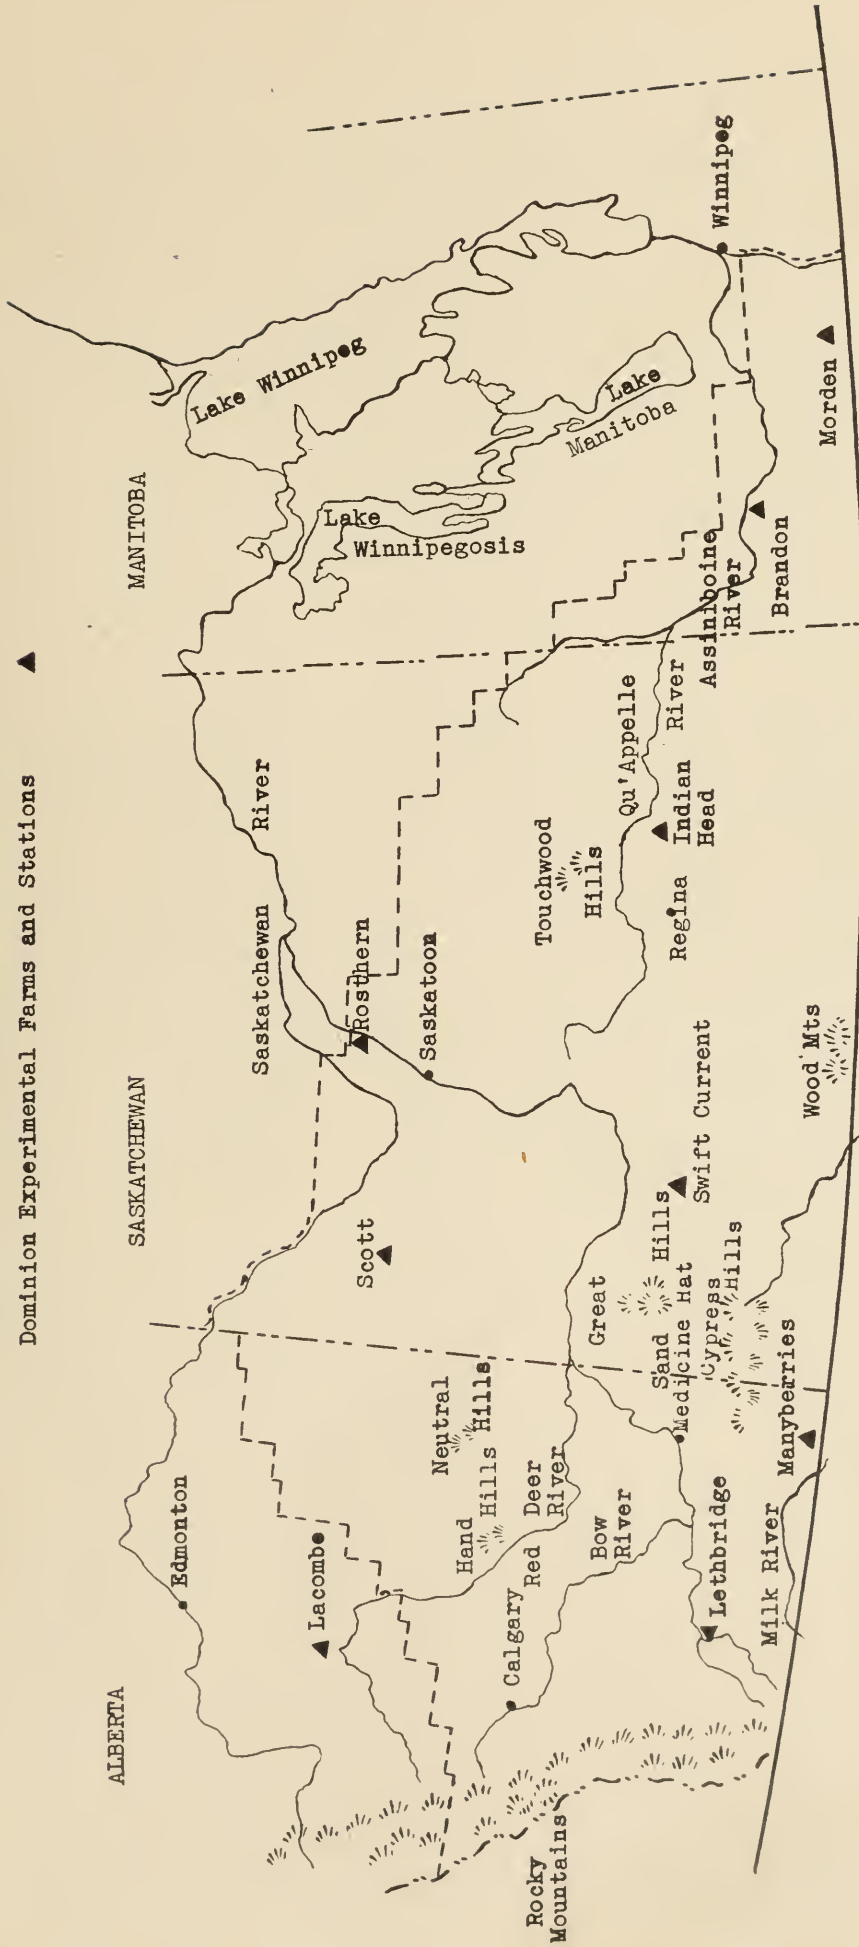 Dominion Experimental Farms and Stations
ALBERTA
SASKATCHEWAN
MANITOBA
Edmonton
Lacombe
Scott
Saskatchewan
River
Rosthern
Saskatoon
Lake Winnipeg
Lake
Winnipegosis
Lake
Manitoba
Neutral
Hills
Hand
Hills
Red Deer
River
Calgary
Bow
River
Rocky
Mountains
Great
Sand Hills
Medicine Hat
Cypress
Hills
Swift Current
Lethbridge
Milk River
Manyberries
Wood Mts
Touchwood
Hills
Qu'Appelle
River
Regina
Indian
Head
Assiniboine
River
Brandon
Morden
Winnipeg